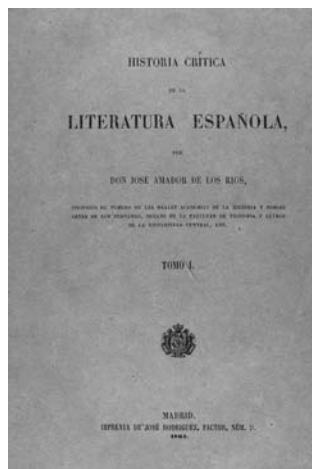 HISTORIA CRÍTICA
DE LA
LITERATURA ESPAÑOLA,
POR
DON JOSÉ AMADOR DE LOS RIOS,
INDIVIDUO DE NÚMERO DE LAS REALES ACADEMIAS DE LA HISTORIA Y NOBLES
ARTES DE SAN FERNANDO, DECANO DE LA FACULTAD DE FILOSOFIA Y LETRAS
DE LA UNIVERSIDAD CENTRAL, ETC.
TOMO I.
MADRID.
IMPRENTA DE JOSÉ RODRIGUEZ, FACTOR, NÚM. 9.